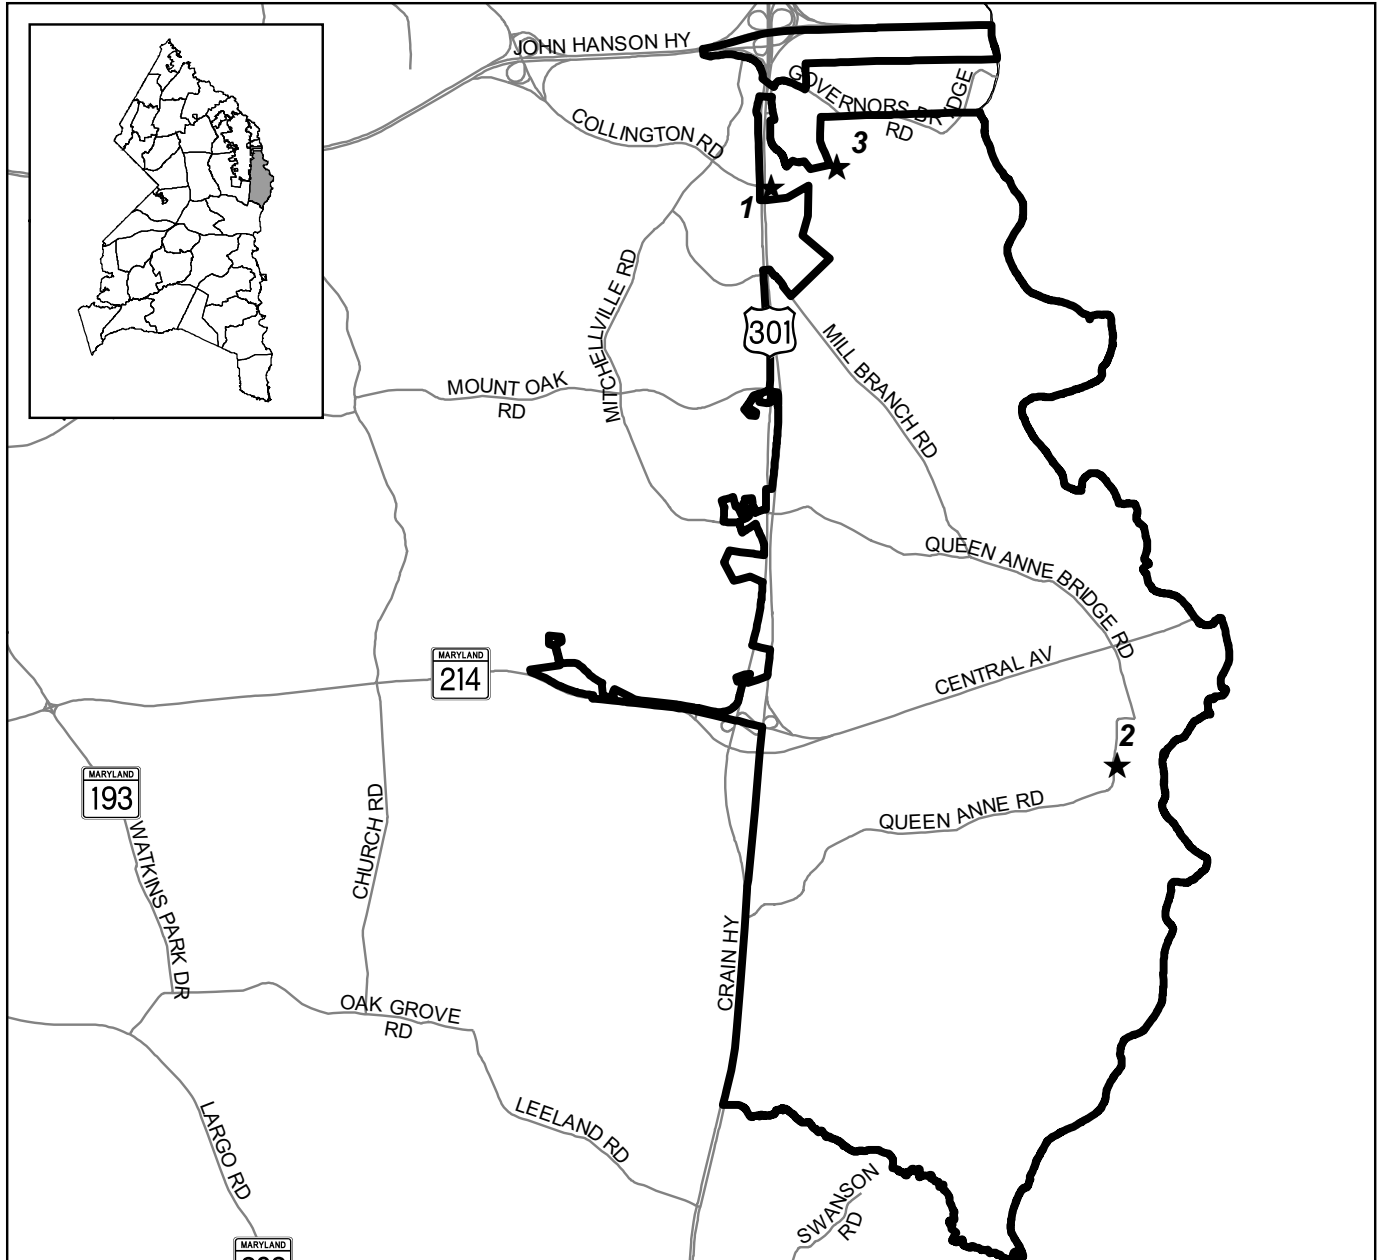 JOHN HANSON HY
GOVERNORS BRIDGE
RD
COLLINGTON RD
3
1
MITCHELLVILLE RD
301
MILL BRANCH RD
MOUNT OAK
RD
QUEEN ANNE BRIDGE RD
MARYLAND
214
CENTRAL AV
2
MARYLAND
193
QUEEN ANNE RD
CHURCH RD
WATKINS PARK DR
CRAIN HY
OAK GROVE
RD
LEELAND RD
LARGO RD
SWANSON
RD
MARYLAND